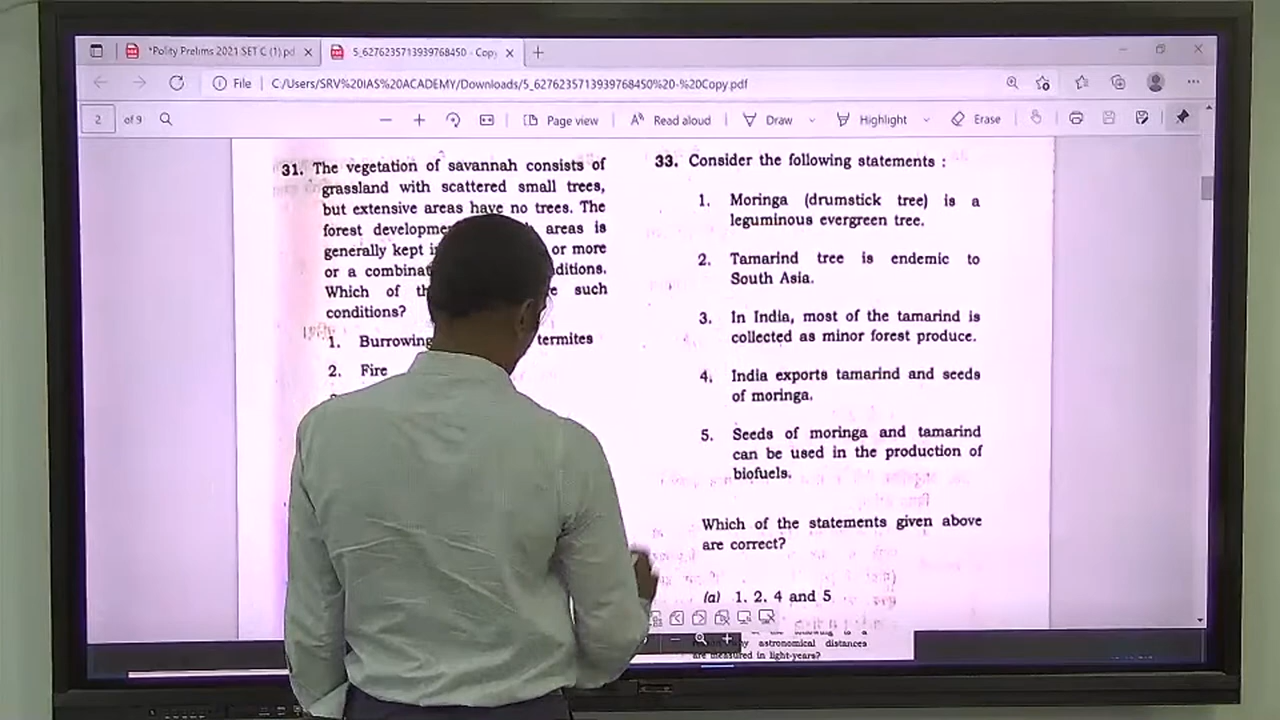 *Polity Prelims 2021 SET C (1).pd
5_6276235713939768450 - Copy
File
C:/Users/SRV%20IAS%20ACADEMY/Downloads/5_6276235713939768450%20-%20Copy.pdf
2 of 9
Page view
Read aloud
Draw
Highlight
Erase
31. The vegetation of savannah consists of
grassland with scattered small trees,
but extensive areas have no trees. The
forest areas is
generally kept or more
or a
Which of such
conditions?
1. Burrowing termites
2. Fire
33. Consider the following statements :
1. Moringa (drumstick tree) is a
leguminous evergreen tree.
2. Tamarind tree is endemic to
South Asia.
3. In India, most of the tamarind is
collected as minor forest produce.
4. India exports tamarind and seeds
of moringa.
5. Seeds of moringa and tamarind
can be used in the production of
biofuels.
Which of the statements given above
are correct?
(a) 1, 2, 4 and 5
astronomical distances
are measured in light-years?